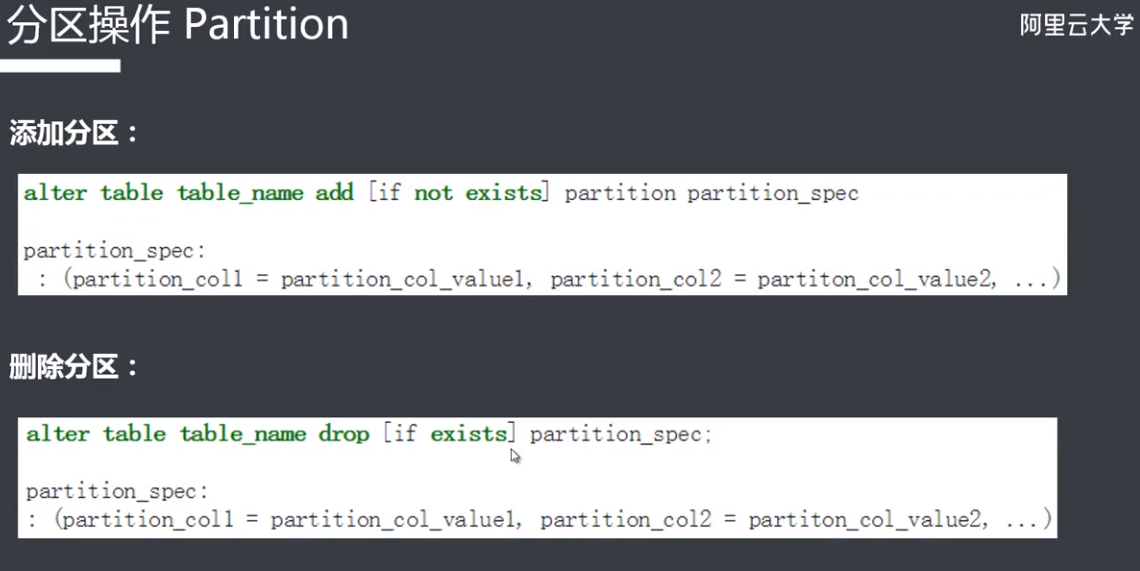 分区操作 Partition
阿里云大学
添加分区：
alter table table_name add [if not exists] partition partition_spec
partition_spec:
: (partition_col1 = partition_col_value1, partition_col2 = partiton_col_value2, ...)
删除分区：
alter table table_name drop [if exists] partition_spec;
partition_spec:
: (partition_col1 = partition_col_value1, partition_col2 = partiton_col_value2, ...)